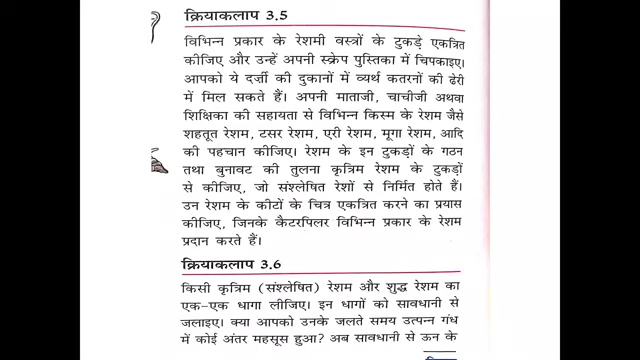 क्रियाकलाप 3.5
विभिन्न प्रकार के रेशमी वस्त्रों के टुकड़े एकत्रित
कीजिए और उन्हें अपनी स्क्रेप पुस्तिका में चिपकाइए।
आपको ये दर्ज़ी की दुकानों में व्यर्थ कतरनों की ढेरी
में मिल सकते हैं। अपनी माताजी, चाचीजी अथवा
शिक्षिका की सहायता से विभिन्न किस्म के रेशम जैसे
शहतूत रेशम, टसर रेशम, एरी रेशम, मूगा रेशम, आदि
की पहचान कीजिए। रेशम के इन टुकड़ों के गठन
तथा बुनावट की तुलना कृत्रिम रेशम के टुकड़ों
से कीजिए, जो संश्लेषित रेशों से निर्मित होते हैं।
उन रेशम के कीटों के चित्र एकत्रित करने का प्रयास
कीजिए, जिनके कैटरपिलर विभिन्न प्रकार के रेशम
प्रदान करते हैं।
क्रियाकलाप 3.6
किसी कृत्रिम (संश्लेषित) रेशम और शुद्ध रेशम का
एक-एक धागा लीजिए। इन धागों को सावधानी से
जलाइए। क्या आपको उनके जलते समय उत्पन्न गंध
में कोई अंतर महसूस हुआ? अब सावधानी से ऊन के